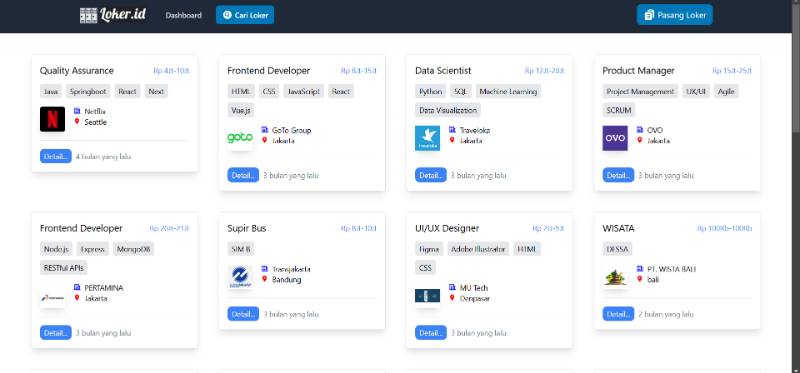 Loker.id Dashboard Cari Loker Pasang Loker
Quality Assurance Rp 4Jt-10Jt
Java Springboot React Next
Netflix
Seattle
Detail... 4 bulan yang lalu
Frontend Developer Rp 8Jt-15Jt
HTML CSS JavaScript React
Vue.js
goto GoTo Group
Jakarta
Detail... 3 bulan yang lalu
Data Scientist Rp 12Jt-20Jt
Python SQL Machine Learning
Data Visualization
traveloka Traveloka
Jakarta
Detail... 3 bulan yang lalu
Product Manager Rp 15Jt-25Jt
Project Management UX/UI Agile
SCRUM
OVO OVO
Jakarta
Detail... 3 bulan yang lalu
Frontend Developer Rp 20Jt-21Jt
Node.js Express MongoDB
RESTful APIs
PERTAMINA PERTAMINA
Jakarta
Detail... 3 bulan yang lalu
Supir Bus Rp 8Jt-10Jt
SIM B
Transjakarta
Bandung
Detail... 3 bulan yang lalu
UI/UX Designer Rp 2Jt-5Jt
Figma Adobe Illustrator HTML
CSS
MU Tech
Denpasar
Detail... 3 bulan yang lalu
WISATA Rp 100Rb-100Rb
DESSA
PT. WISTA BALI
bali
Detail... 2 bulan yang lalu